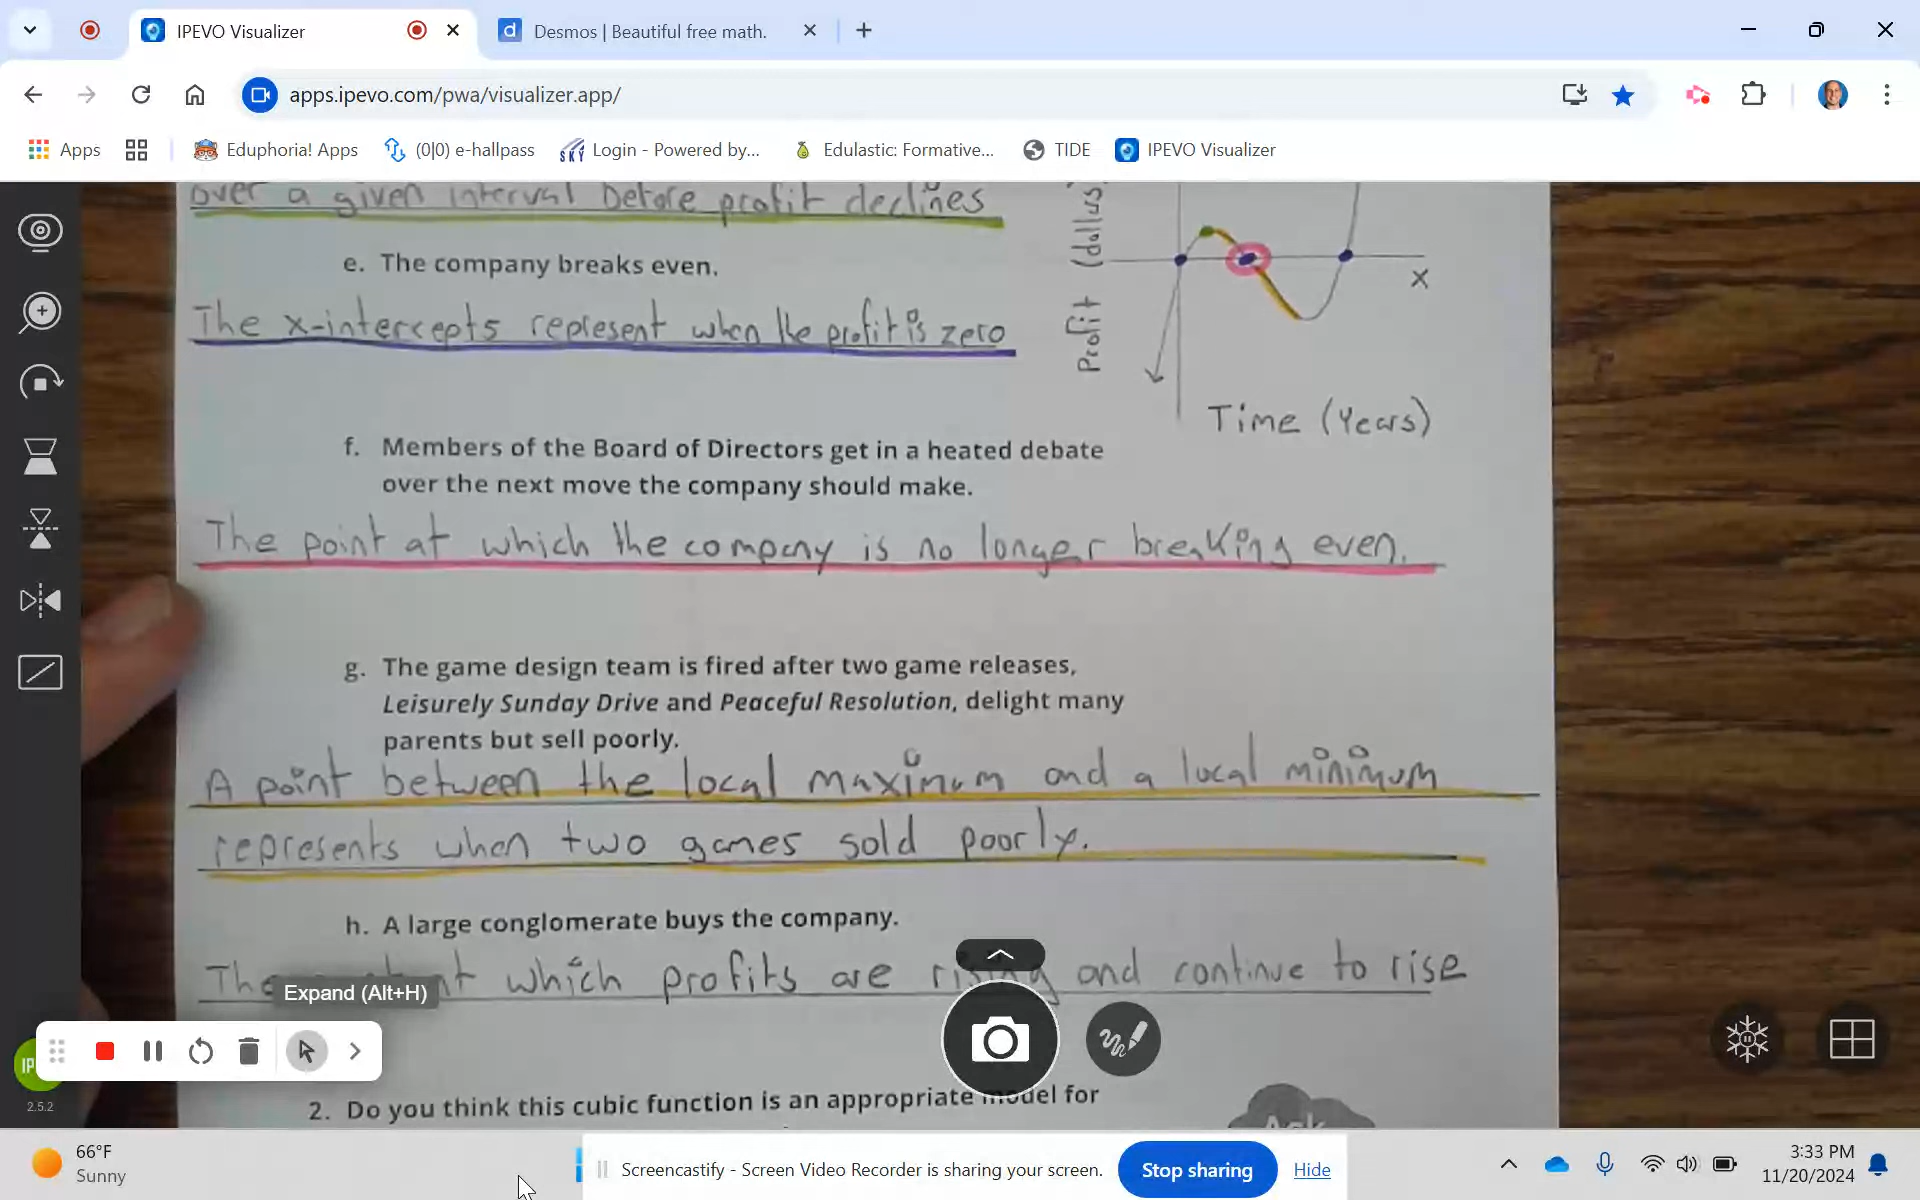 IPEVO Visualizer
Desmos | Beautiful free math.
apps.ipevo.com/pwa/visualizer.app/
Apps
Eduphoria! Apps
(0|0) e-hallpass
Login - Powered by...
Edulastic: Formative...
TIDE
IPEVO Visualizer
over a given interval before profit declines
e. The company breaks even.
The x-intercepts represent when the profit is zero
Profit (dollars)
x
Time (Years)
f. Members of the Board of Directors get in a heated debate
over the next move the company should make.
The point at which the company is no longer breaking even.
g. The game design team is fired after two game releases,
Leisurely Sunday Drive and Peaceful Resolution, delight many
parents but sell poorly.
A point between the local maximum and a local minimum
represents when two games sold poorly.
h. A large conglomerate buys the company.
The which profits are rising and continue to rise
Expand (Alt+H)
2. Do you think this cubic function is an appropriate model for
Ask
2.5.2
66°F
Sunny
Screencastify - Screen Video Recorder is sharing your screen.
Stop sharing
Hide
3:33 PM
11/20/2024